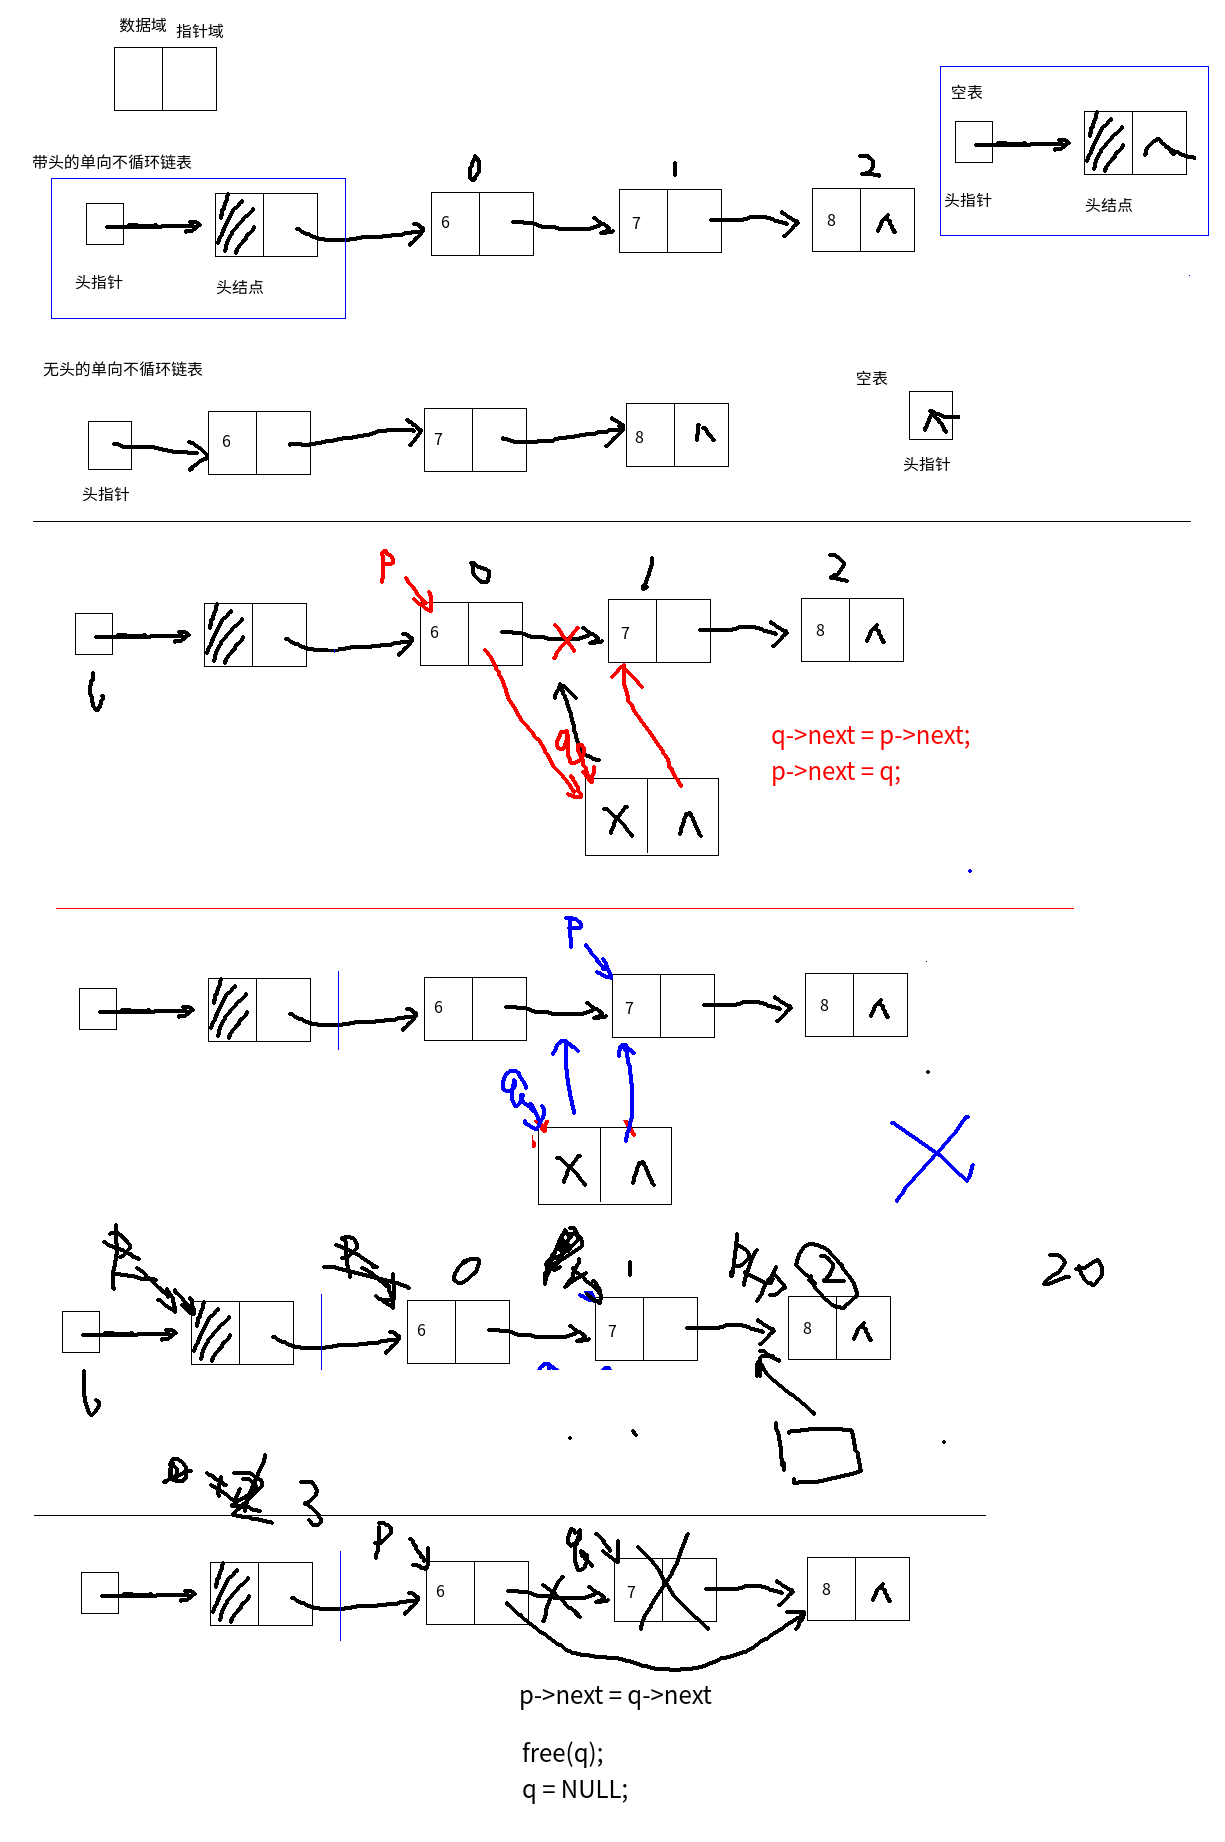 数据域 指针域
空表
带头的单向不循环链表
0 1 2
6 7 8 ^
头指针 头结点
头指针 头结点
无头的单向不循环链表
空表
6 7 8 ^
头指针
头指针
P 0 1 2
6 7 8 ^
L
q
q->next = p->next;
p->next = q;
X ^
P
6 7 8 ^
q
X ^
P P 0 1 P 2 20
6 7 8 ^
L
3
P q
6 7 8 ^
p->next = q->next
free(q);
q = NULL;